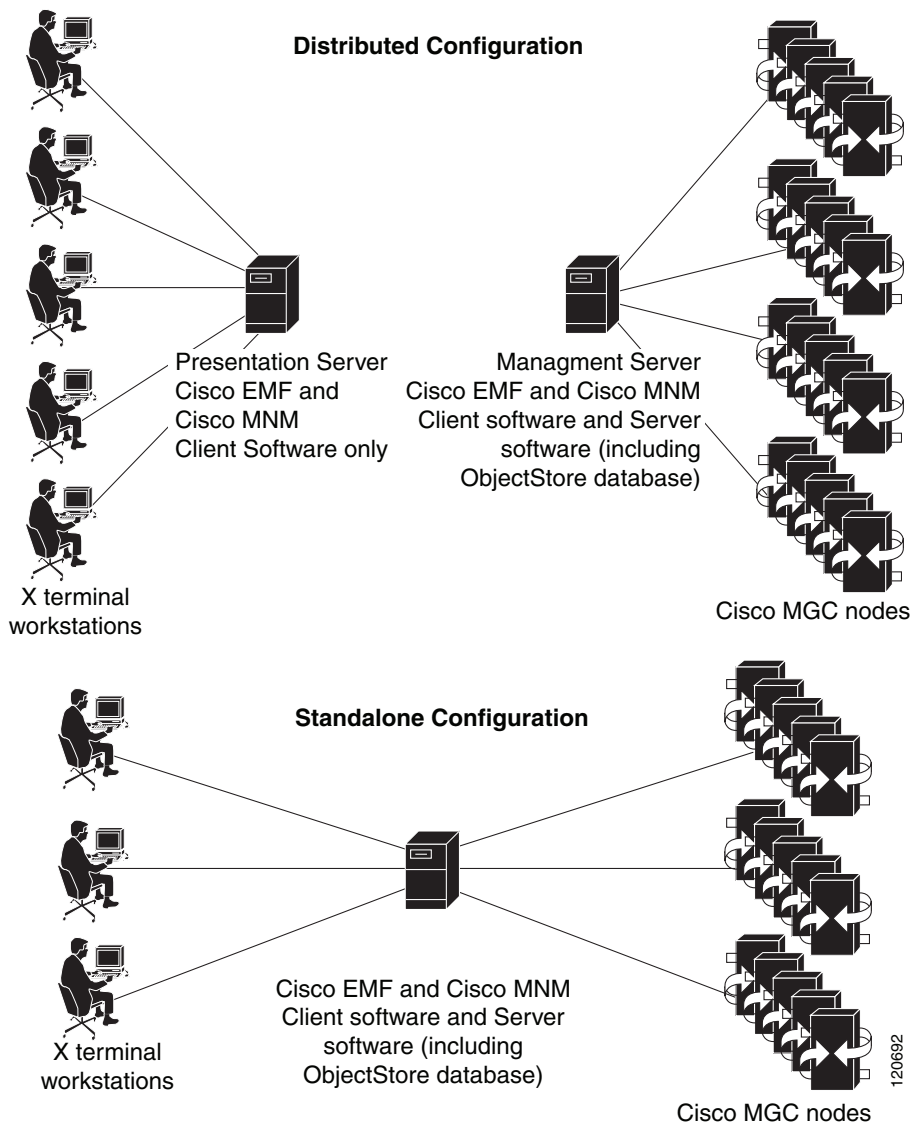 Distributed Configuration
Presentation Server
Cisco EMF and
Cisco MNM
Client Software only
Managment Server
Cisco EMF and Cisco MNM
Client software and Server
software (including
ObjectStore database)
X terminal
workstations
Cisco MGC nodes
Standalone Configuration
Cisco EMF and Cisco MNM
Client software and Server
software (including
ObjectStore database)
X terminal
workstations
120692
Cisco MGC nodes